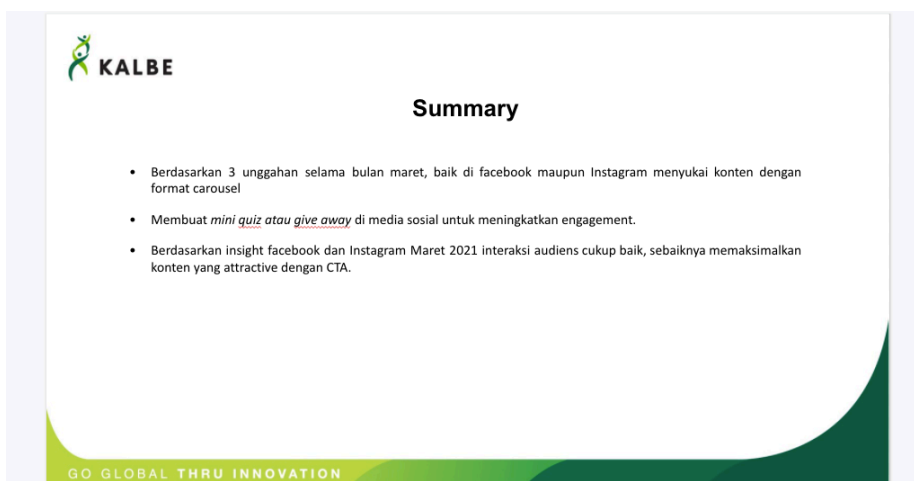 KALBE
Summary
• Berdasarkan 3 unggahan selama bulan maret, baik di facebook maupun Instagram menyukai konten dengan
format carousel
• Membuat mini quiz atau give away di media sosial untuk meningkatkan engagement.
• Berdasarkan insight facebook dan Instagram Maret 2021 interaksi audiens cukup baik, sebaiknya memaksimalkan
konten yang attractive dengan CTA.
GO GLOBAL THRU INNOVATION